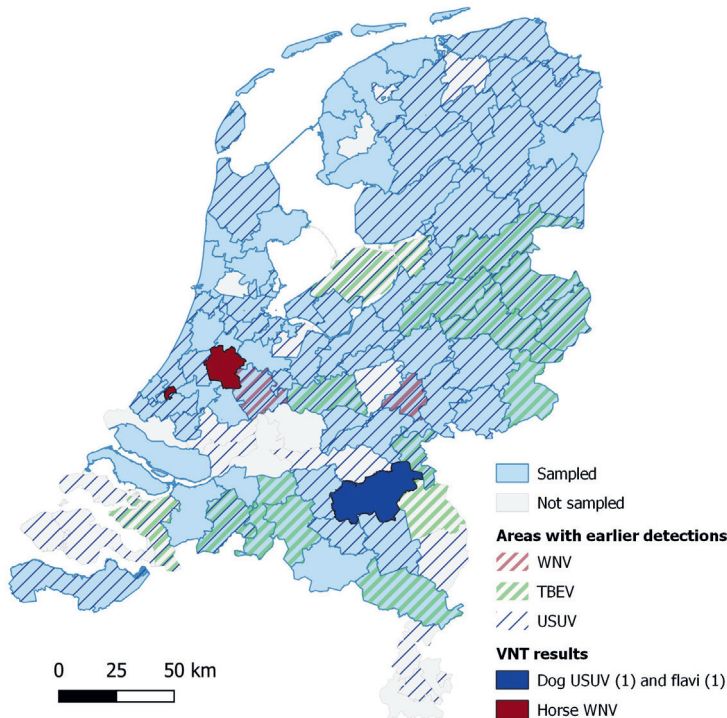 Sampled
Not sampled
Areas with earlier detections
WNV
TBEV
USUV
VNT results
Dog USUV (1) and flavi (1)
Horse WNV
0 25 50 km